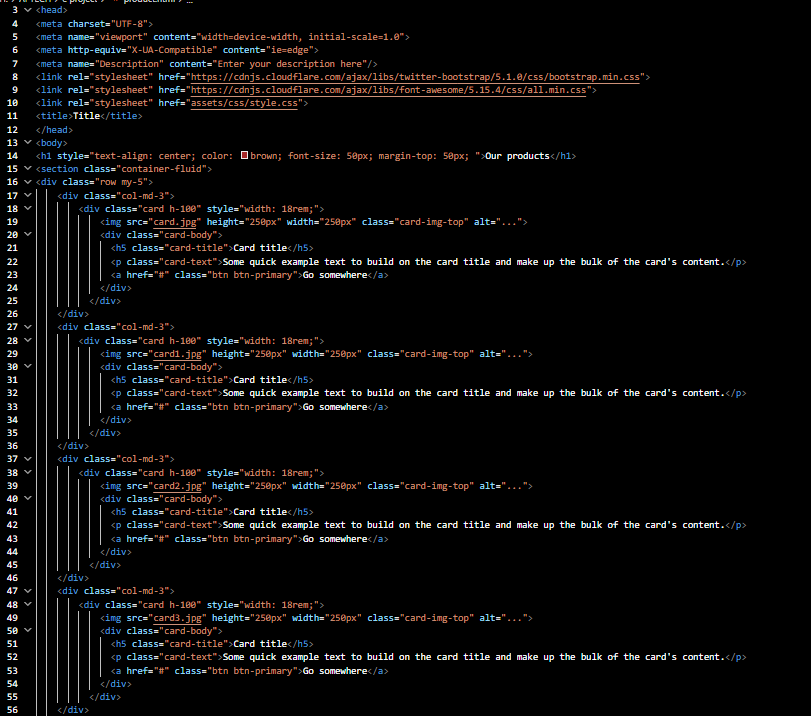 3 <head>
4 <meta charset="UTF-8">
5 <meta name="viewport" content="width=device-width, initial-scale=1.0">
6 <meta http-equiv="X-UA-Compatible" content="ie=edge">
7 <meta name="Description" content="Enter your description here"/>
8 <link rel="stylesheet" href="https://cdnjs.cloudflare.com/ajax/libs/twitter-bootstrap/5.1.0/css/bootstrap.min.css">
9 <link rel="stylesheet" href="https://cdnjs.cloudflare.com/ajax/libs/font-awesome/5.15.4/css/all.min.css">
10 <link rel="stylesheet" href="assets/css/style.css">
11 <title>Title</title>
12 </head>
13 <body>
14 <h1 style="text-align: center; color: brown; font-size: 50px; margin-top: 50px; ">Our products</h1>
15 <section class="container-fluid">
16 <div class="row my-5">
17 <div class="col-md-3">
18 <div class="card h-100" style="width: 18rem;">
19 <img src="card.jpg" height="250px" width="250px" class="card-img-top" alt="...">
20 <div class="card-body">
21 <h5 class="card-title">Card title</h5>
22 <p class="card-text">Some quick example text to build on the card title and make up the bulk of the card's content.</p>
23 <a href="#" class="btn btn-primary">Go somewhere</a>
24 </div>
25 </div>
26 </div>
27 <div class="col-md-3">
28 <div class="card h-100" style="width: 18rem;">
29 <img src="card1.jpg" height="250px" width="250px" class="card-img-top" alt="...">
30 <div class="card-body">
31 <h5 class="card-title">Card title</h5>
32 <p class="card-text">Some quick example text to build on the card title and make up the bulk of the card's content.</p>
33 <a href="#" class="btn btn-primary">Go somewhere</a>
34 </div>
35 </div>
36 </div>
37 <div class="col-md-3">
38 <div class="card h-100" style="width: 18rem;">
39 <img src="card2.jpg" height="250px" width="250px" class="card-img-top" alt="...">
40 <div class="card-body">
41 <h5 class="card-title">Card title</h5>
42 <p class="card-text">Some quick example text to build on the card title and make up the bulk of the card's content.</p>
43 <a href="#" class="btn btn-primary">Go somewhere</a>
44 </div>
45 </div>
46 </div>
47 <div class="col-md-3">
48 <div class="card h-100" style="width: 18rem;">
49 <img src="card3.jpg" height="250px" width="250px" class="card-img-top" alt="...">
50 <div class="card-body">
51 <h5 class="card-title">Card title</h5>
52 <p class="card-text">Some quick example text to build on the card title and make up the bulk of the card's content.</p>
53 <a href="#" class="btn btn-primary">Go somewhere</a>
54 </div>
55 </div>
56 </div>